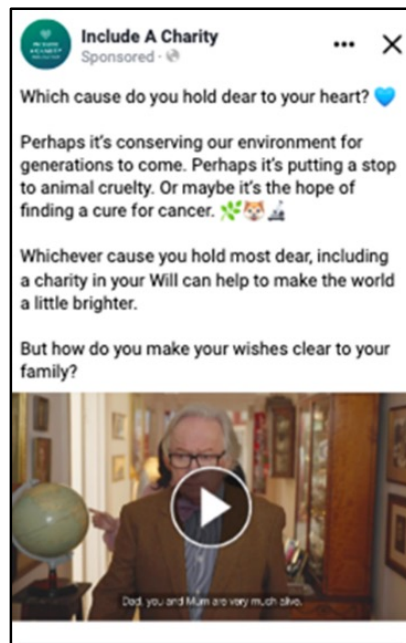 Include A Charity
Sponsored ·
Which cause do you hold dear to your heart? 💙
Perhaps it's conserving our environment for
generations to come. Perhaps it's putting a stop
to animal cruelty. Or maybe it's the hope of
finding a cure for cancer. 🌿🐯🔬
Whichever cause you hold most dear, including
a charity in your Will can help to make the world
a little brighter.
But how do you make your wishes clear to your
family?
Dad, you and Mum are very much alive.